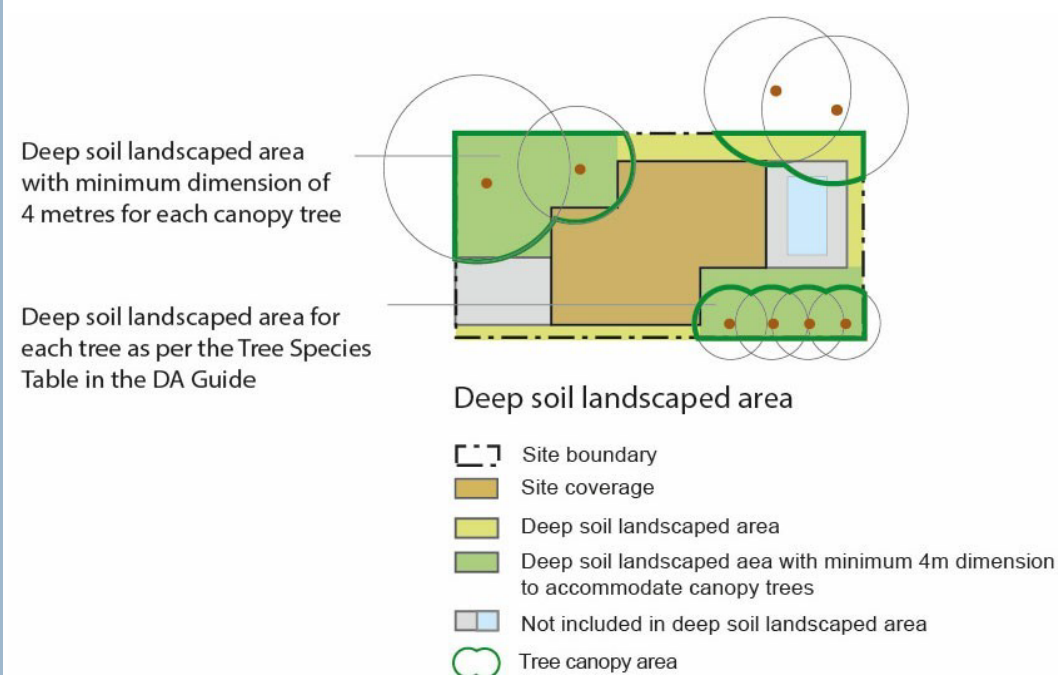 Deep soil landscaped area
with minimum dimension of
4 metres for each canopy tree
Deep soil landscaped area for
each tree as per the Tree Species
Table in the DA Guide
Deep soil landscaped area
Site boundary
Site coverage
Deep soil landscaped area
Deep soil landscaped aea with minimum 4m dimension
to accommodate canopy trees
Not included in deep soil landscaped area
Tree canopy area